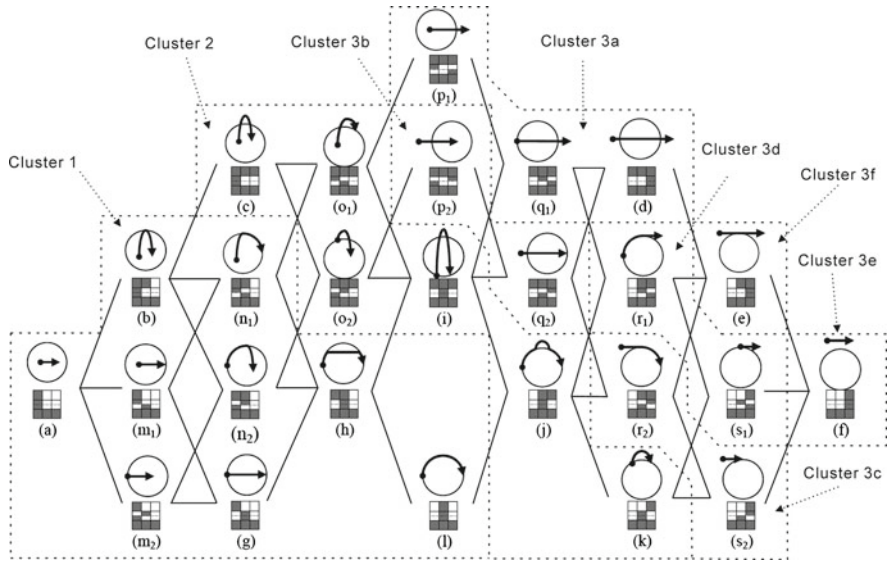 Cluster 2
Cluster 3b
Cluster 3a
(p₁)
Cluster 1
Cluster 3d
(c)
(o₁)
(p₂)
(q₁)
(d)
Cluster 3f
Cluster 3e
(b)
(n₁)
(o₂)
(i)
(q₂)
(r₁)
(e)
(a)
(m₁)
(n₂)
(h)
(j)
(r₂)
(s₁)
(f)
Cluster 3c
(m₂)
(g)
(l)
(k)
(s₂)